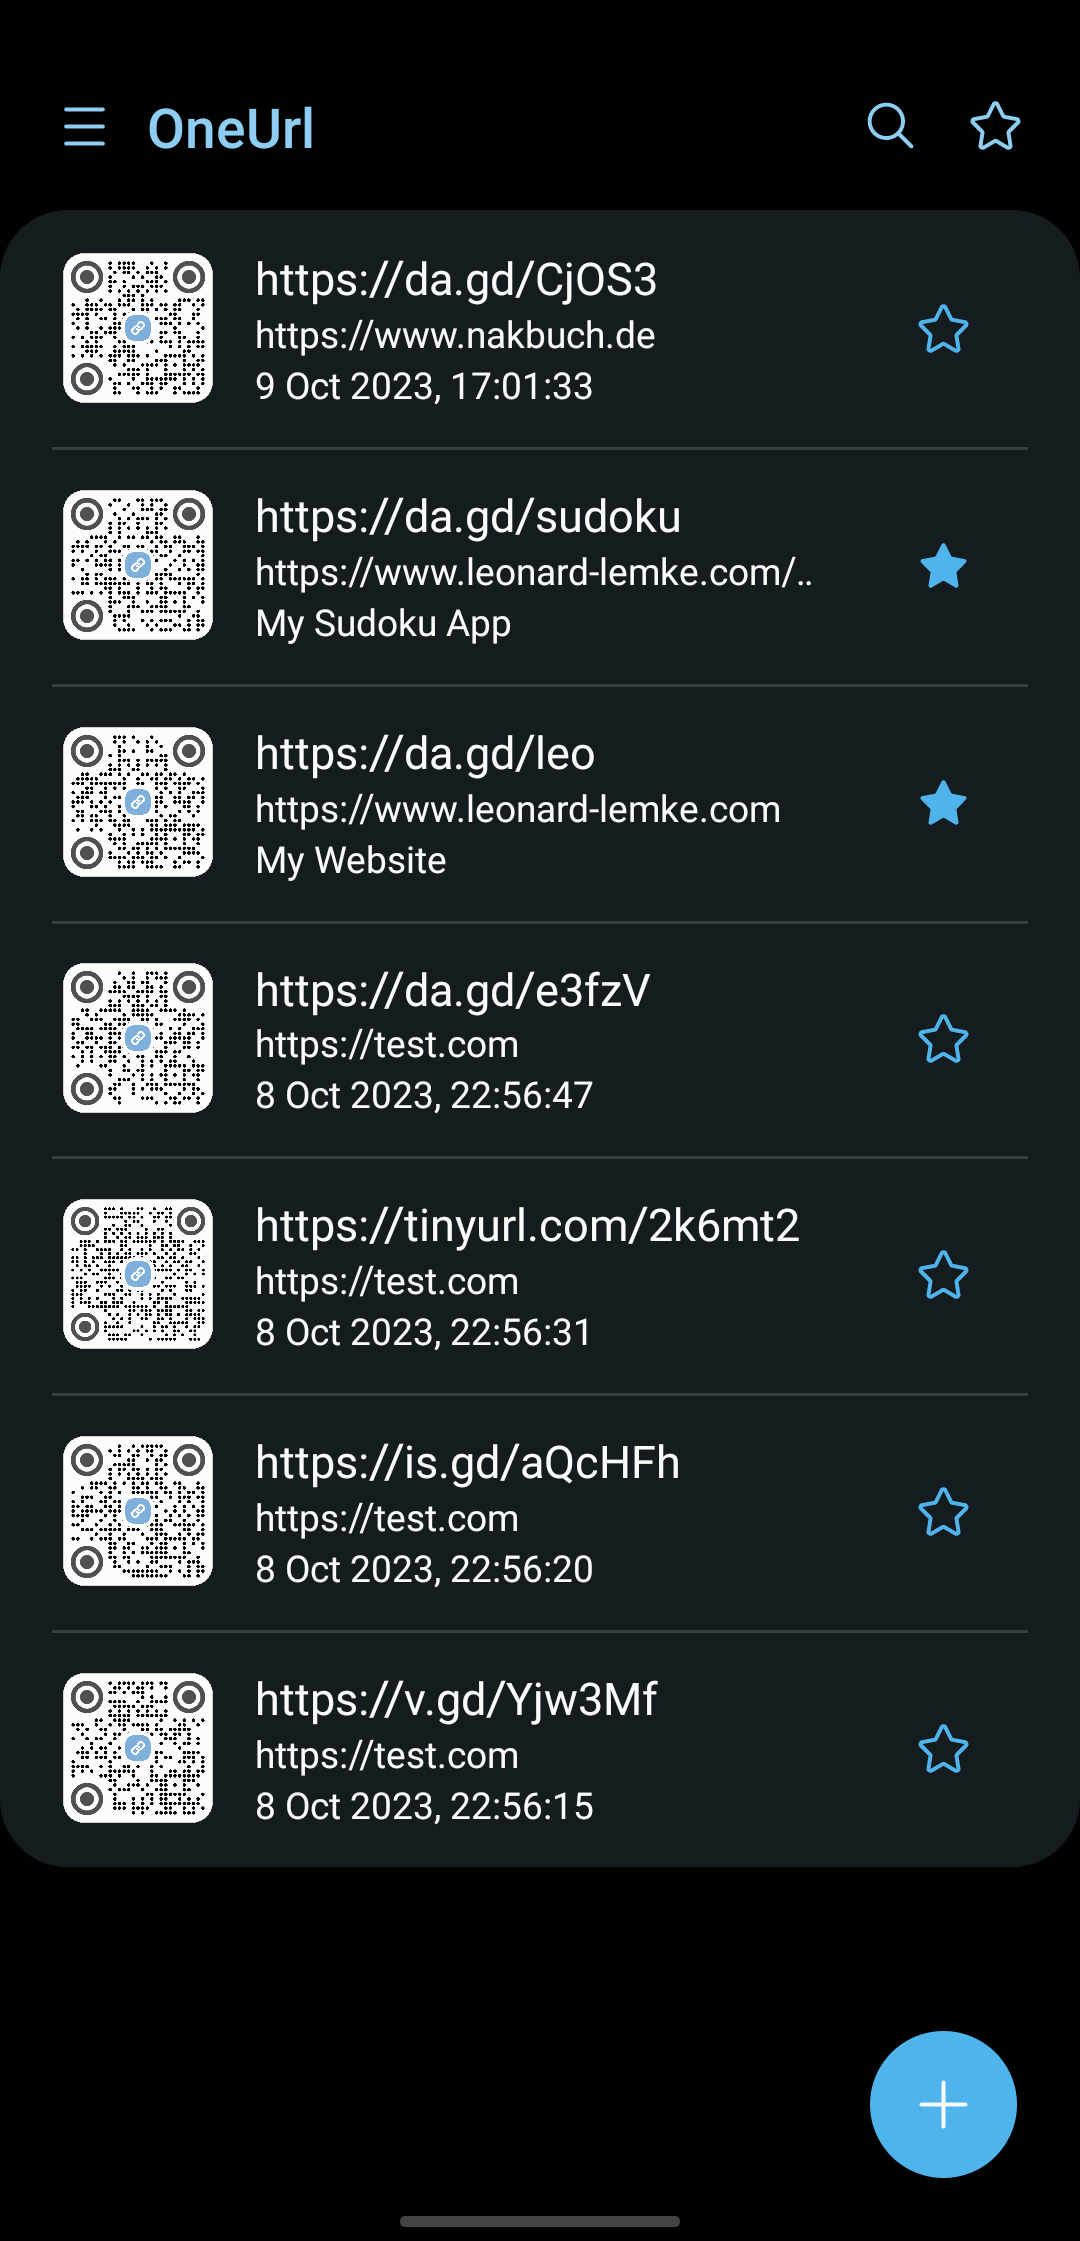 OneUrl
https://da.gd/CjOS3
https://www.nakbuch.de
9 Oct 2023, 17:01:33
https://da.gd/sudoku
https://www.leonard-lemke.com/..
My Sudoku App
https://da.gd/leo
https://www.leonard-lemke.com
My Website
https://da.gd/e3fzV
https://test.com
8 Oct 2023, 22:56:47
https://tinyurl.com/2k6mt2
https://test.com
8 Oct 2023, 22:56:31
https://is.gd/aQcHFh
https://test.com
8 Oct 2023, 22:56:20
https://v.gd/Yjw3Mf
https://test.com
8 Oct 2023, 22:56:15